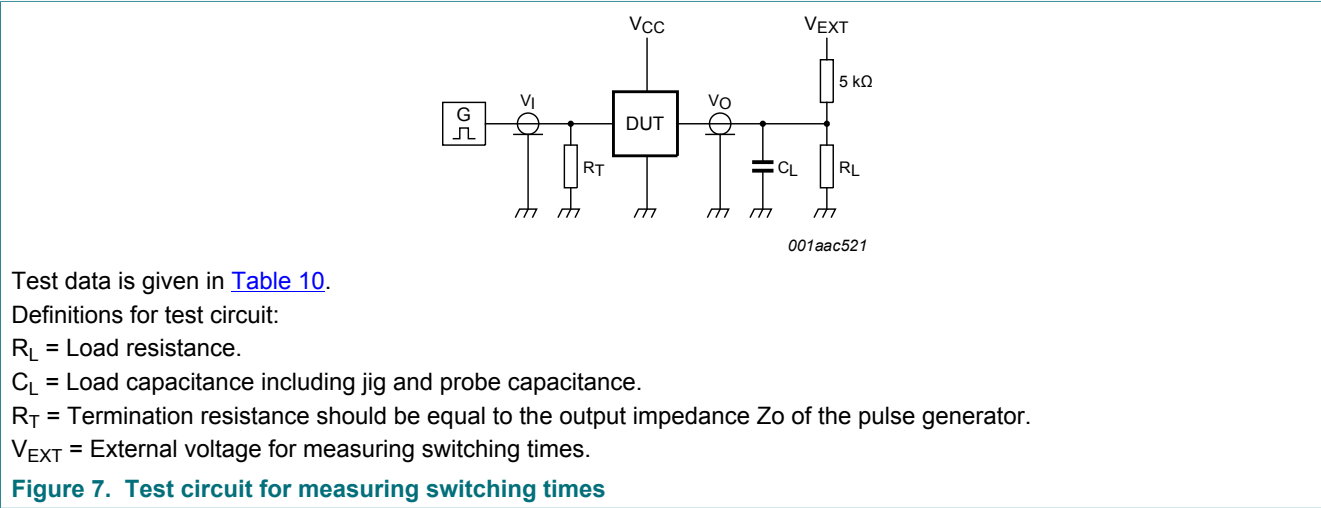 VCC
VEXT
5 kΩ
G
VI
DUT
VO
RT
CL
RL
001aac521
Test data is given in Table 10.
Definitions for test circuit:
RL = Load resistance.
CL = Load capacitance including jig and probe capacitance.
RT = Termination resistance should be equal to the output impedance Zo of the pulse generator.
VEXT = External voltage for measuring switching times.
Figure 7. Test circuit for measuring switching times